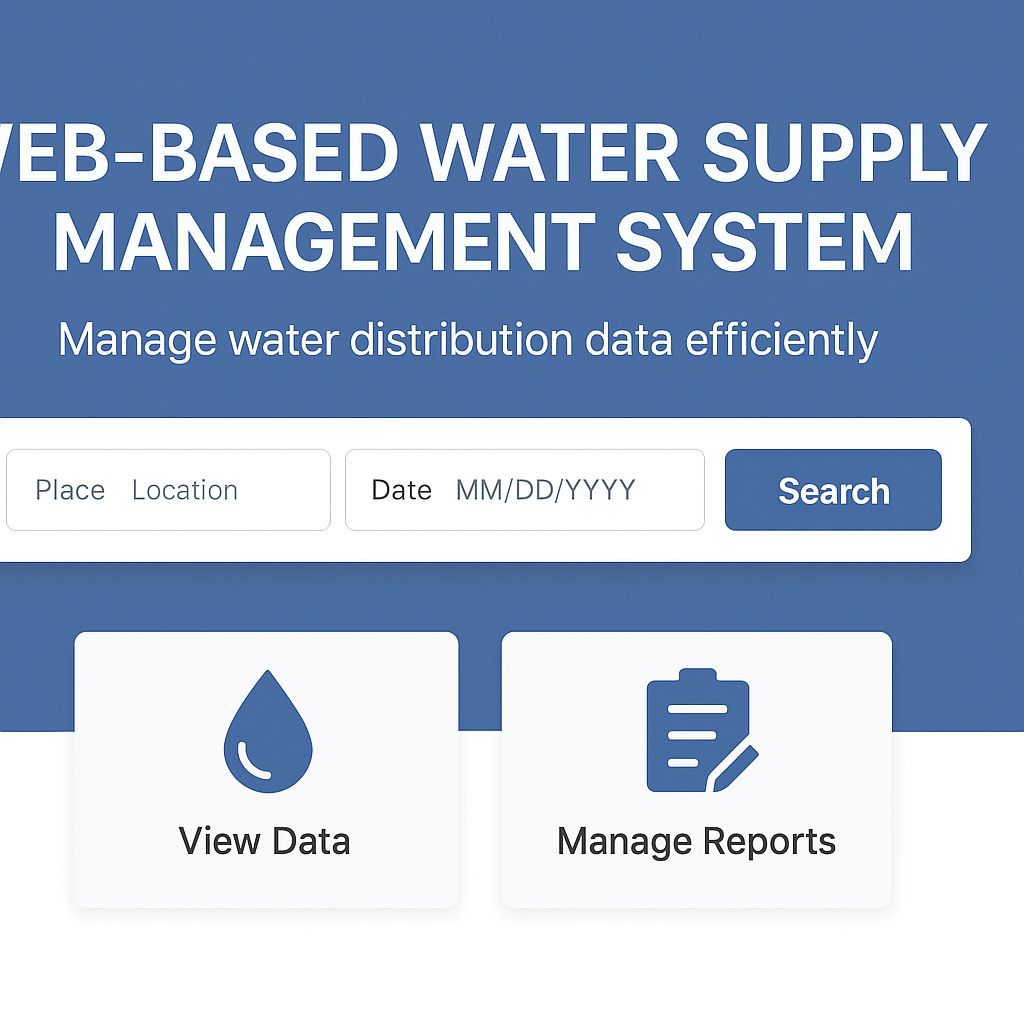 WEB-BASED WATER SUPPLY
MANAGEMENT SYSTEM
Manage water distribution data efficiently
Place Location
Date MM/DD/YYYY
Search
View Data
Manage Reports